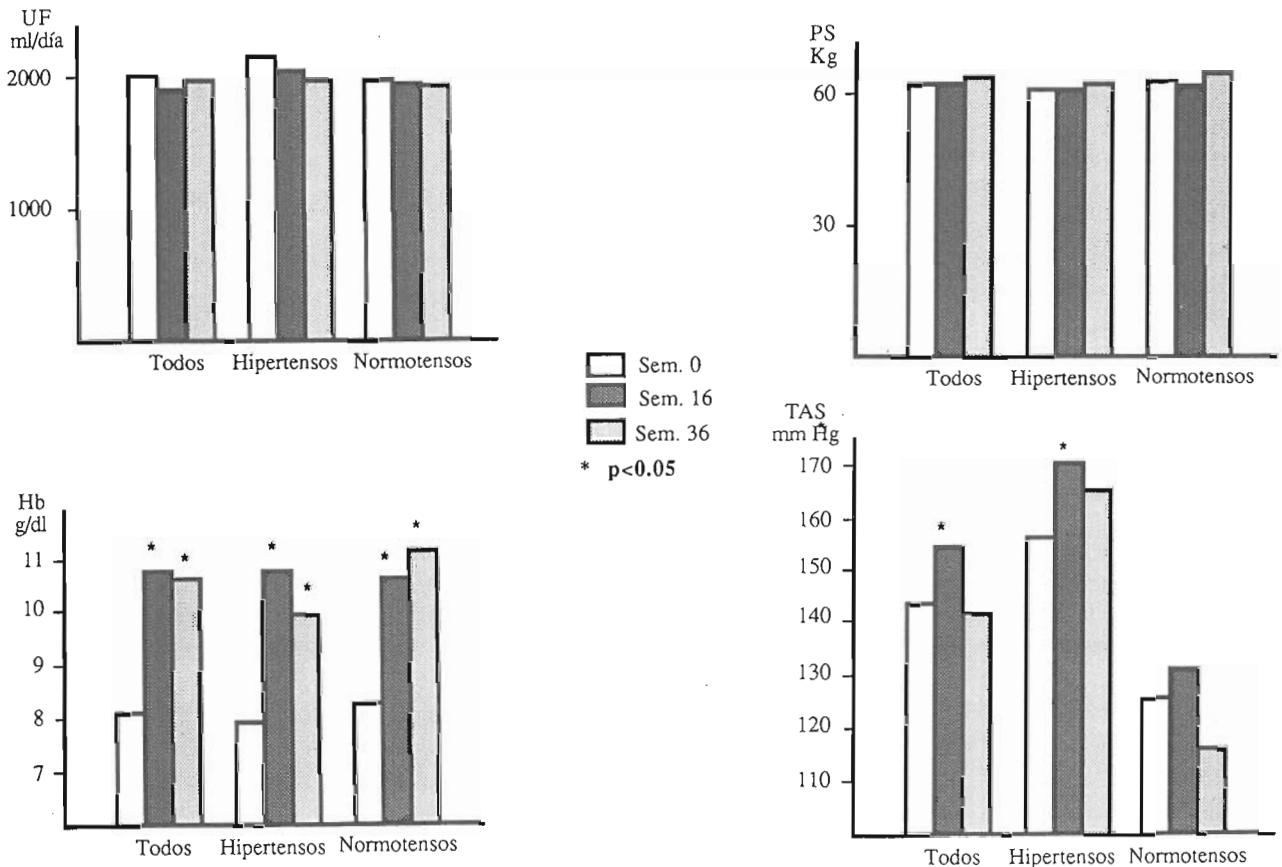 UF
ml/día
2000
1000
Todos Hipertensos Normotensos
PS
Kg
60
30
Todos Hipertensos Normotensos
Sem. 0
Sem. 16
Sem. 36
* p<0.05
Hb
g/dl
11
10
9
8
7
* * * * * *
Todos Hipertensos Normotensos
TAS
mm Hg
*
170
160
150
140
130
120
110
* *
Todos Hipertensos Normotensos